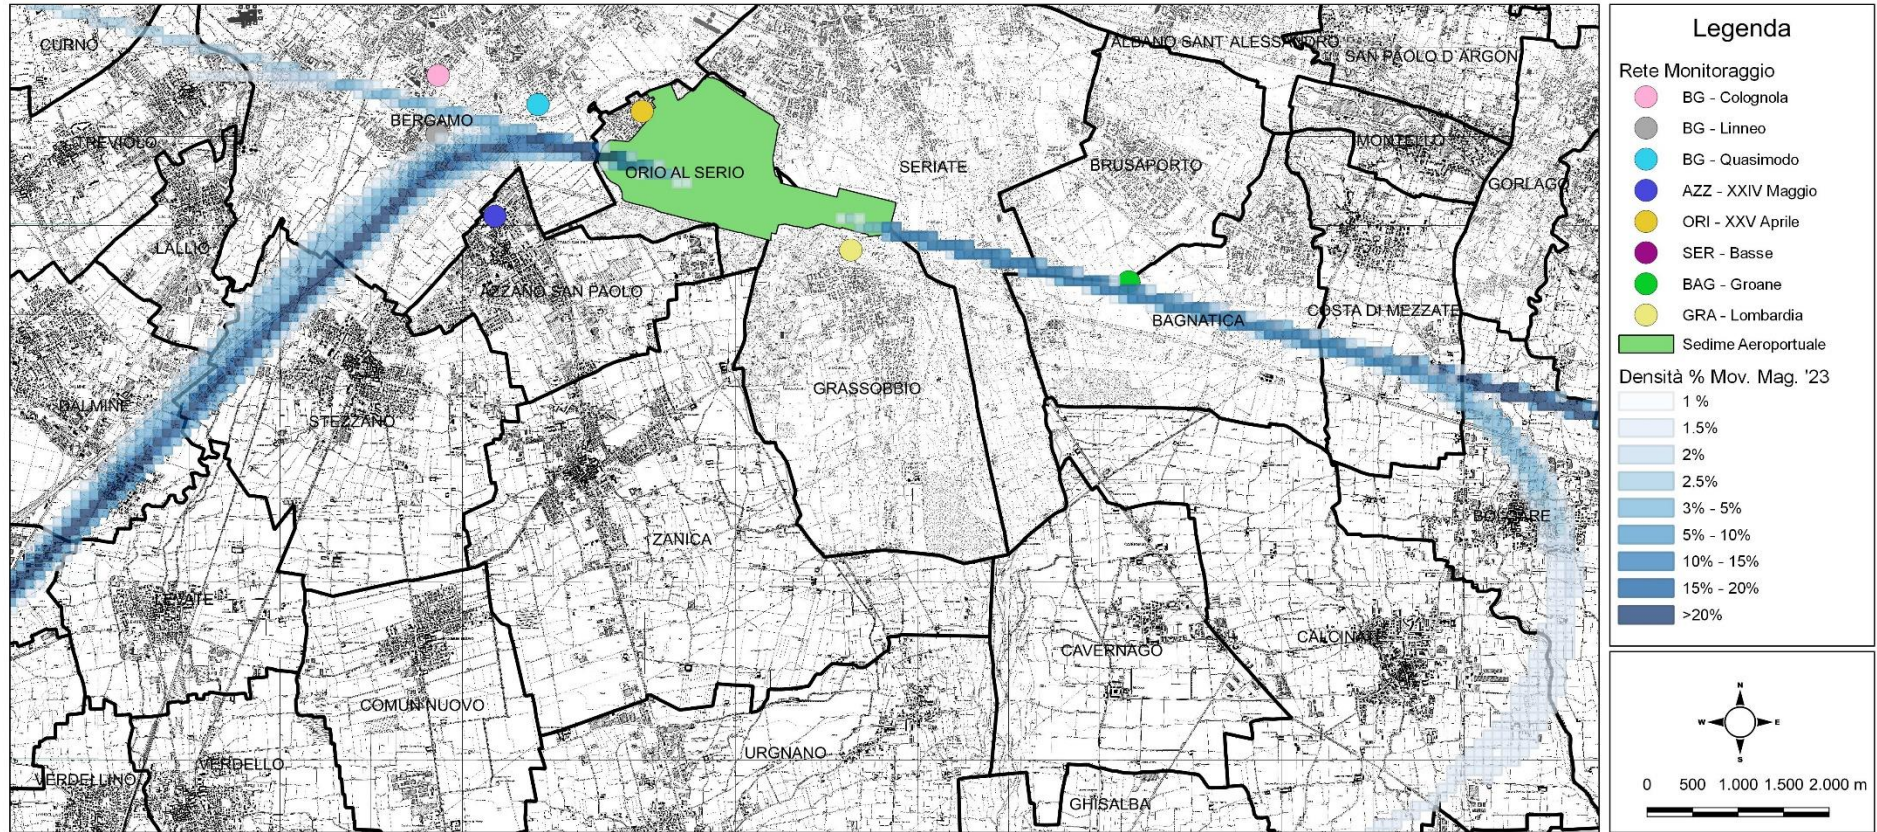 CURNO
ALBANO SANT'ALESSANDRO
SAN PAOLO D'ARGON
BERGAMO
TREVIOLO
MONTELLO
ORIO AL SERIO
SERIATE
BRUSAPORTO
GORLAGO
LALLIO
AZZANO SAN PAOLO
COSTA DI MEZZATE
BAGNATICA
DALMINE
STEZZANO
GRASSOBBIO
BOLGARE
ZANICA
LEVATE
CALCINATE
CAVERNAGO
COMUN NUOVO
URGNANO
VERDELLO
VERDELLINO
GHISALBA
Legenda
Rete Monitoraggio
BG - Colognola
BG - Linneo
BG - Quasimodo
AZZ - XXIV Maggio
ORI - XXV Aprile
SER - Basse
BAG - Groane
GRA - Lombardia
Sedime Aeroportuale
Densità % Mov. Mag. '23
1 %
1.5%
2%
2.5%
3% - 5%
5% - 10%
10% - 15%
15% - 20%
>20%
N
W E
S
0 500 1.000 1.500 2.000 m